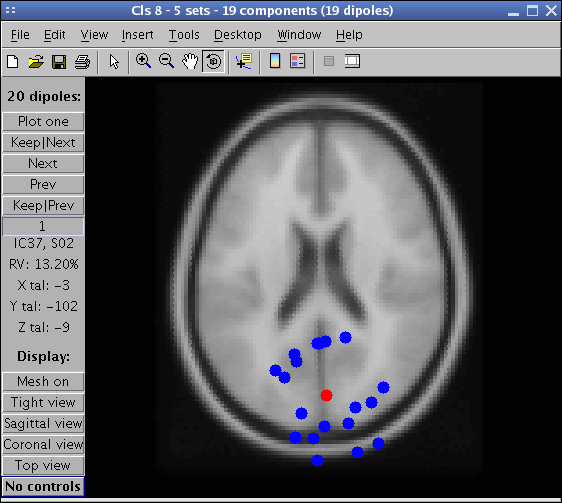 Cls 8 - 5 sets - 19 components (19 dipoles)
File Edit View Insert Tools Desktop Window Help
20 dipoles:
Plot one
Keep|Next
Next
Prev
Keep|Prev
1
IC37, S02
RV: 13.20%
X tal: -3
Y tal: -102
Z tal: -9
Display:
Mesh on
Tight view
Sagittal view
Coronal view
Top view
No controls